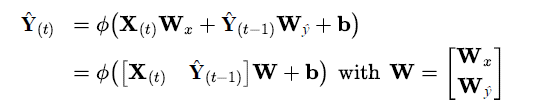 Ŷ(t) = ϕ(X(t)Wx + Ŷ(t−1)Wŷ + b)
= ϕ([X(t) Ŷ(t−1)]W + b) with W = [Wx
Wŷ]